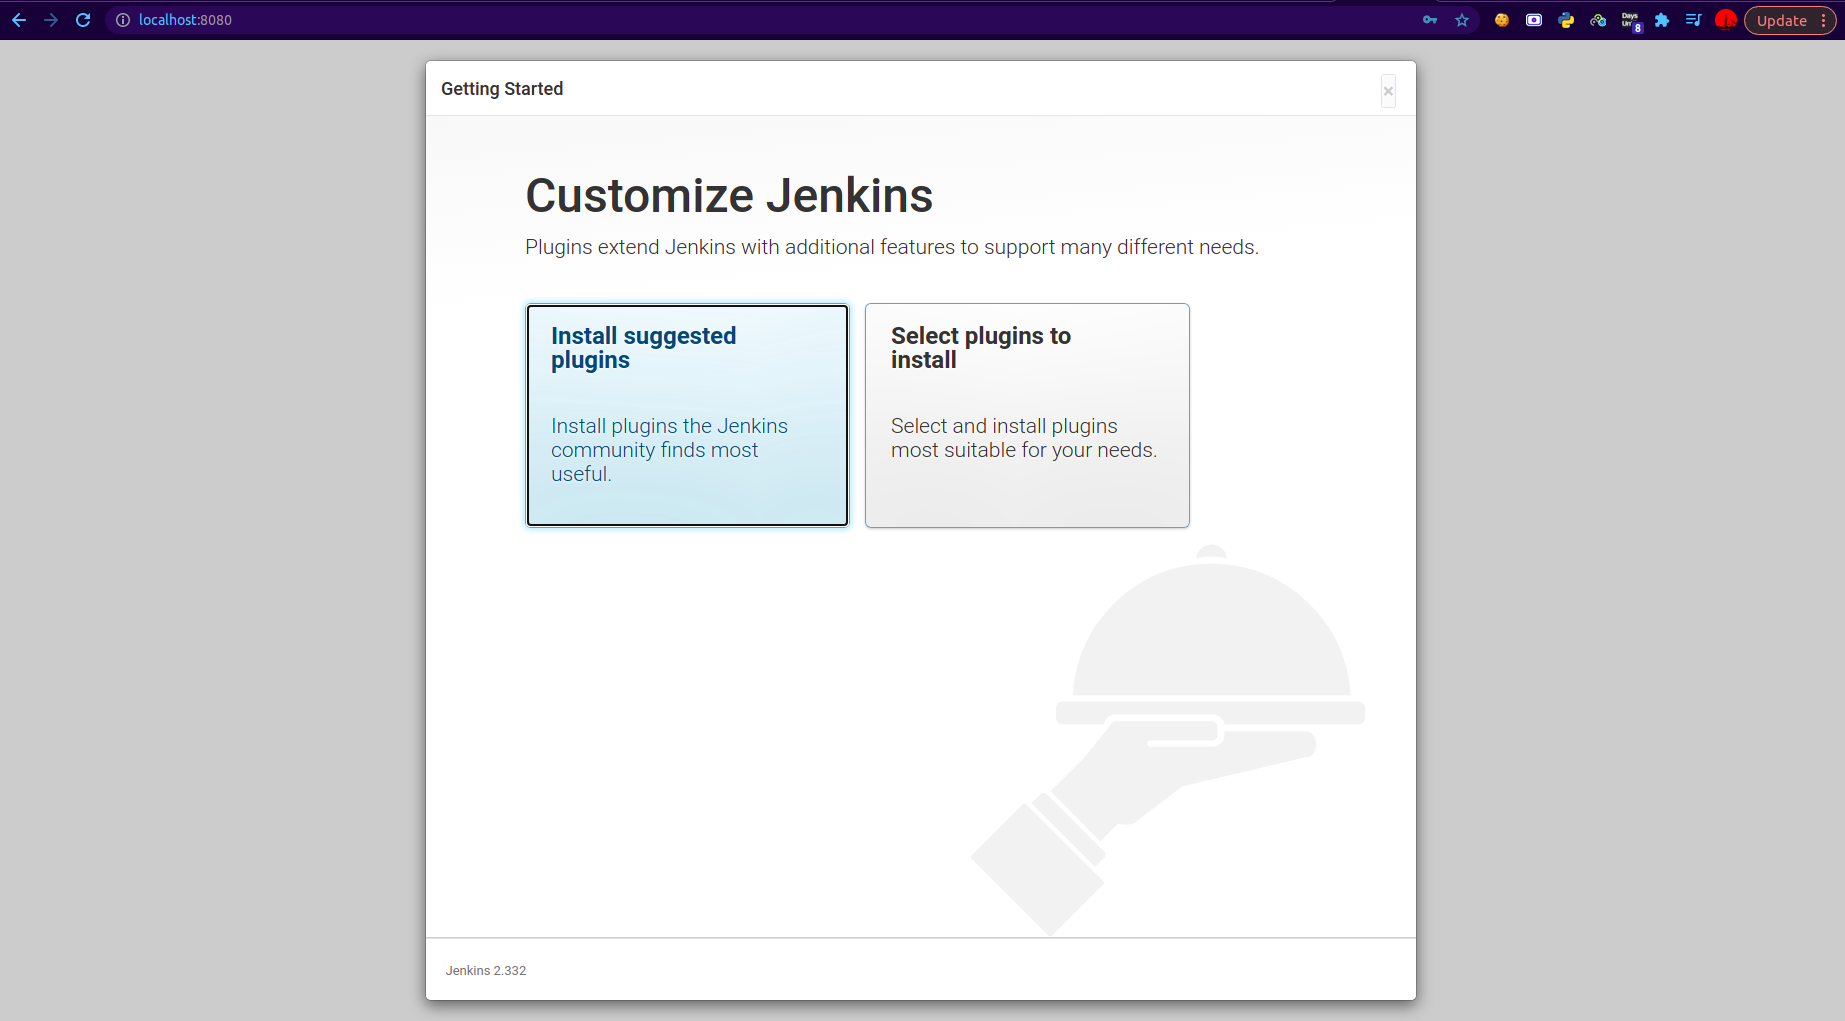 localhost:8080
Days
8
Update
Getting Started
×
Customize Jenkins
Plugins extend Jenkins with additional features to support many different needs.
Install suggested
plugins
Install plugins the Jenkins
community finds most
useful.
Select plugins to
install
Select and install plugins
most suitable for your needs.
Jenkins 2.332